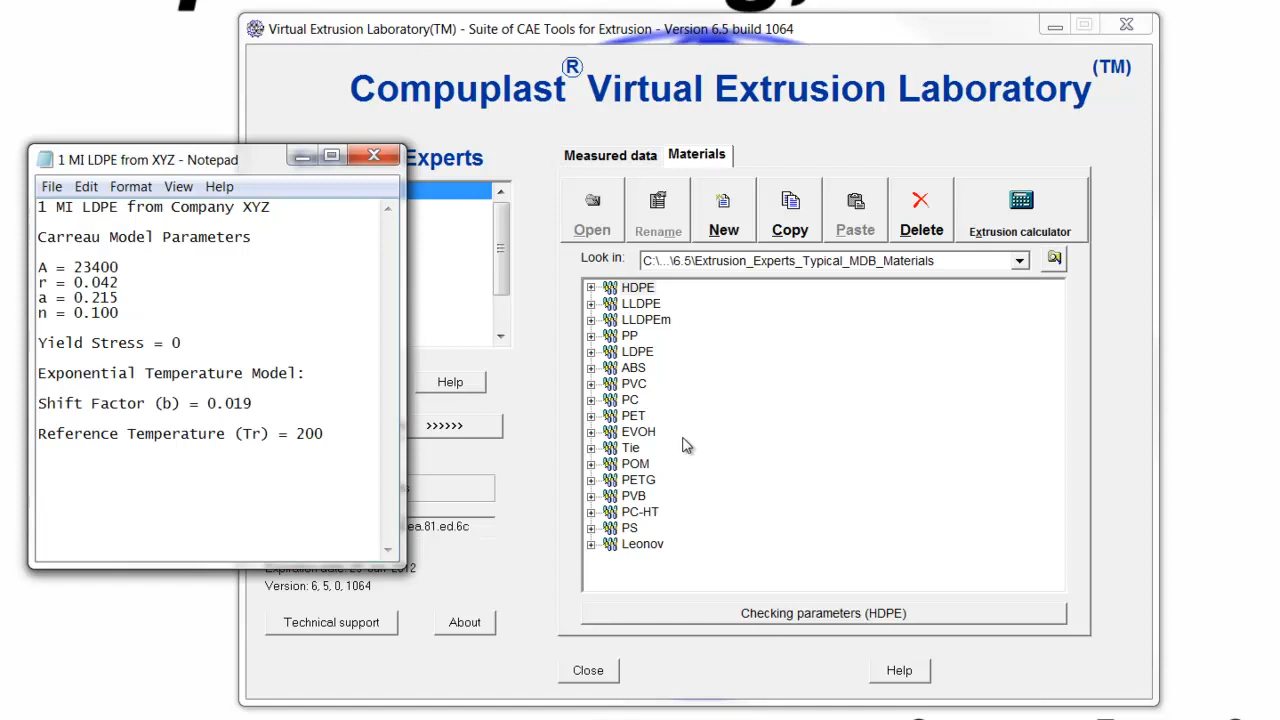 Virtual Extrusion Laboratory(TM) - Suite of CAE Tools for Extrusion - Version 6.5 build 1064
Compuplast® Virtual Extrusion Laboratory(TM)
1 MI LDPE from XYZ - Notepad
File Edit Format View Help
1 MI LDPE from Company XYZ
Carreau Model Parameters
A = 23400
r = 0.042
a = 0.215
n = 0.100
Yield Stress = 0
Exponential Temperature Model:
Shift Factor (b) = 0.019
Reference Temperature (Tr) = 200
Experts
Help
>>>>>>
ea.81.ed.6c
Version: 6, 5, 0, 1064
Technical support
About
Measured data
Materials
Open
Rename
New
Copy
Paste
Delete
Extrusion calculator
Look in:
C:\...\6.5\Extrusion_Experts_Typical_MDB_Materials
HDPE
LLDPE
LLDPEm
PP
LDPE
ABS
PVC
PC
PET
EVOH
Tie
POM
PETG
PVB
PC-HT
PS
Leonov
Checking parameters (HDPE)
Close
Help